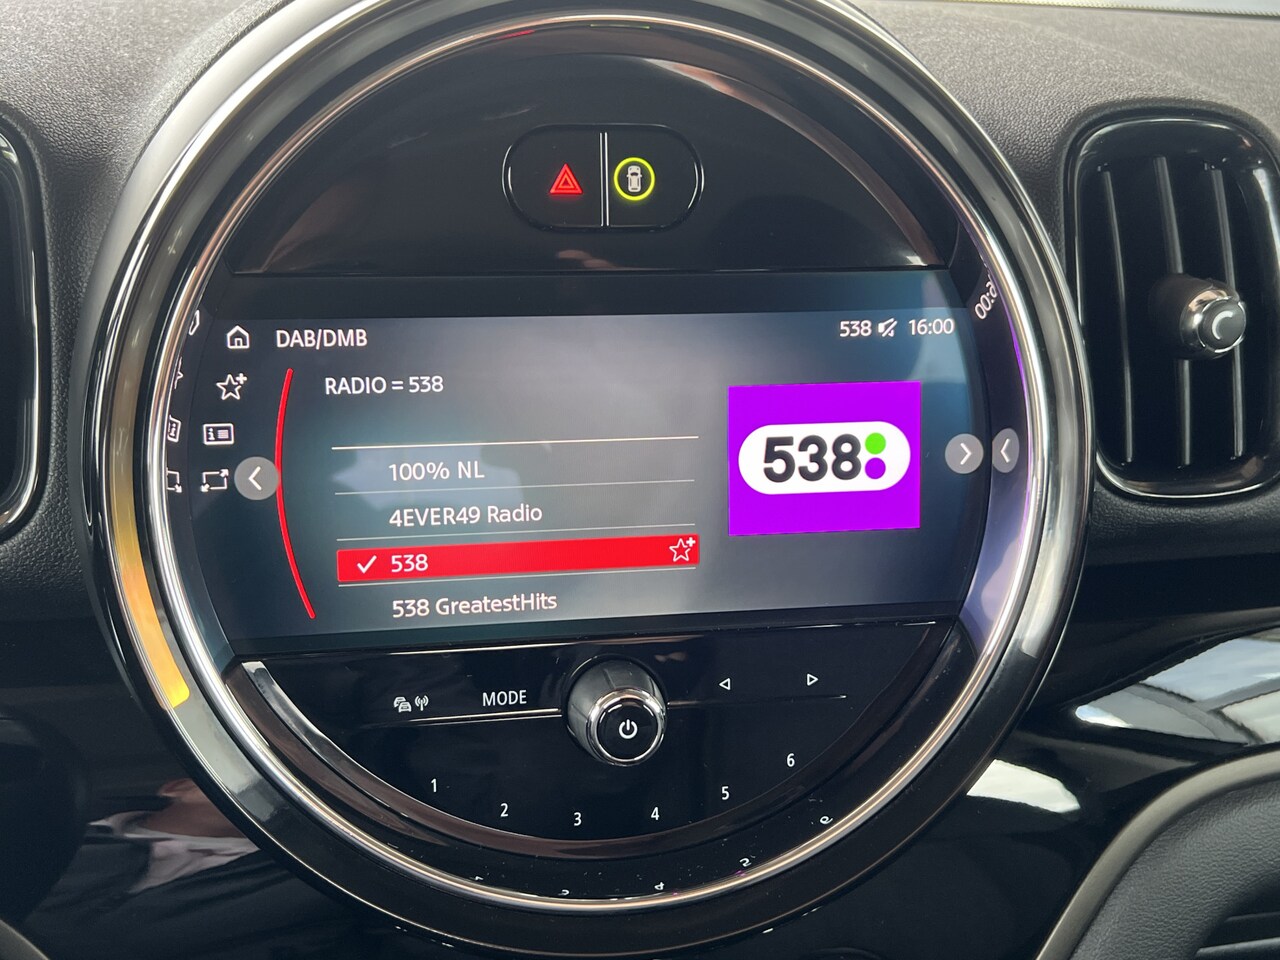 DAB/DMB
538 16:00
RADIO = 538
100% NL
4EVER49 Radio
538
538 GreatestHits
538
MODE
1
2
3
4
5
6